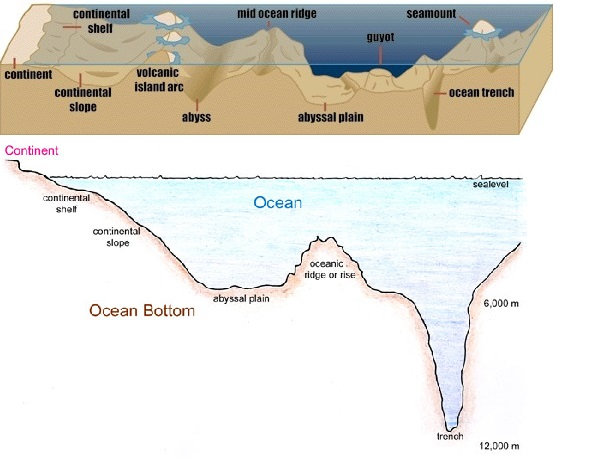 continental
shelf
mid ocean ridge
seamount
guyot
continent
volcanic
island arc
continental
slope
ocean trench
abyss
abyssal plain
Continent
sealevel
continental
shelf
Ocean
continental
slope
oceanic
ridge or rise
abyssal plain
6,000 m
Ocean Bottom
trench
12,000 m